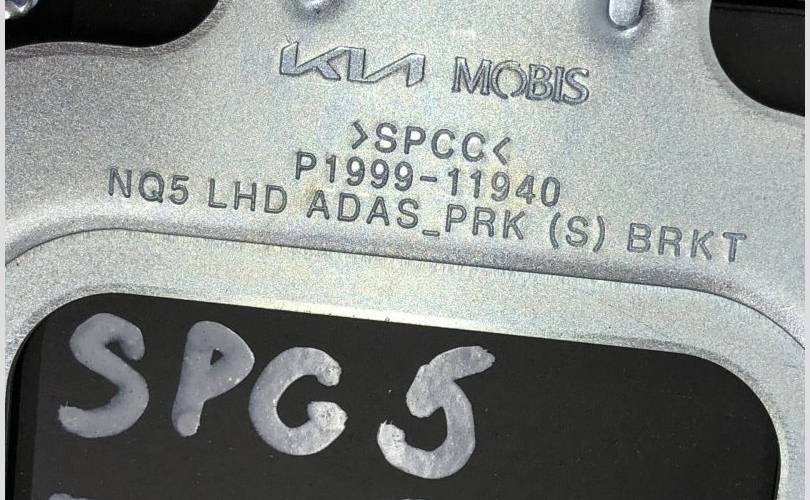 KIA MOBIS
>SPCC<
P1999-11940
NQ5 LHD ADAS_PRK (S) BRKT
SPG5